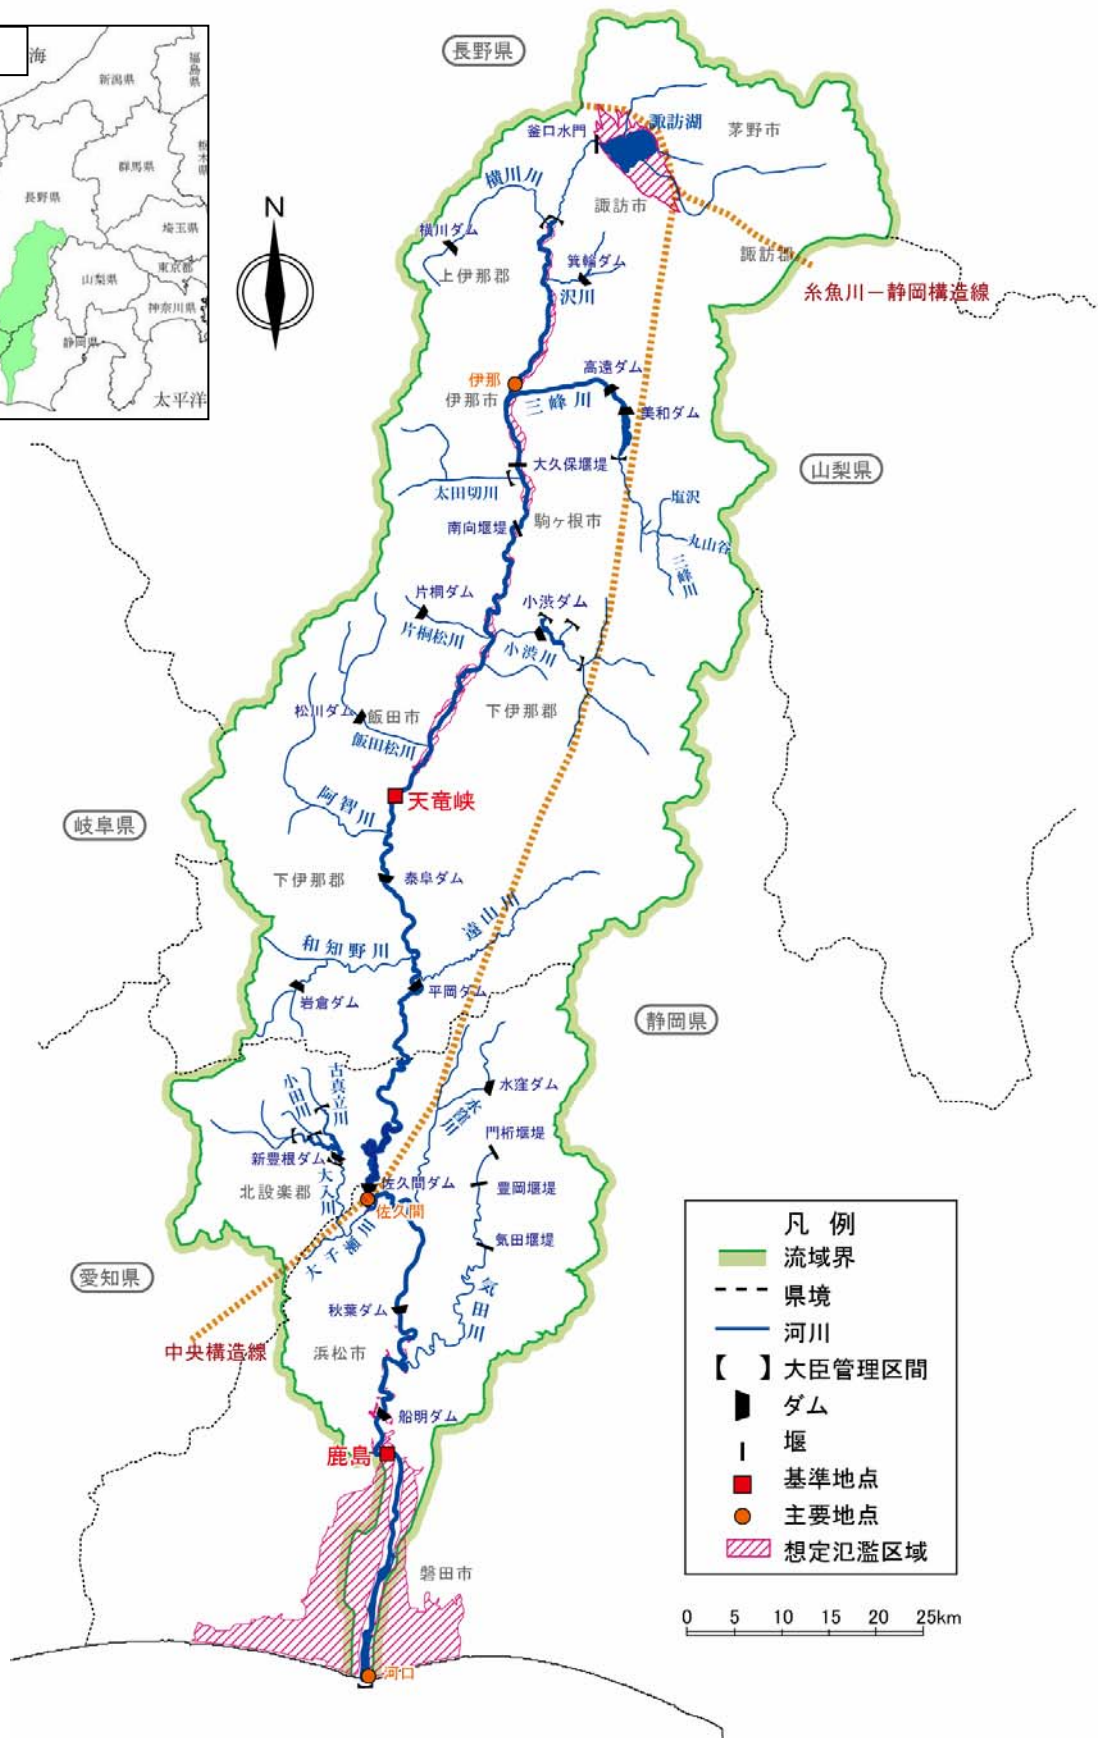 海
新潟県
福島県
群馬県
栃木県
長野県
埼玉県
山梨県
東京都
神奈川県
静岡県
太平洋
N
長野県
釜口水門
諏訪湖
茅野市
横川川
諏訪市
横川ダム
箕輪ダム
上伊那郡
沢川
諏訪郡
糸魚川－静岡構造線
伊那
伊那市
高遠ダム
三峰川
美和ダム
大久保堰堤
山梨県
太田切川
塩沢
南向堰堤
駒ヶ根市
丸山谷
三峰川
片桐ダム
小渋ダム
片桐松川
小渋川
松川ダム
飯田市
下伊那郡
飯田松川
天竜峡
阿智川
岐阜県
下伊那郡
泰阜ダム
遠山川
和知野川
岩倉ダム
平岡ダム
静岡県
古真立川
小田川
水窪ダム
水窪川
門桁堰堤
新豊根ダム
北設楽郡
大入川
佐久間ダム
豊岡堰堤
佐久間
大千瀬川
気田堰堤
愛知県
気田川
秋葉ダム
中央構造線
浜松市
船明ダム
鹿島
磐田市
河口
凡例
流域界
県境
河川
【 】大臣管理区間
ダム
堰
基準地点
主要地点
想定氾濫区域
0 5 10 15 20 25km